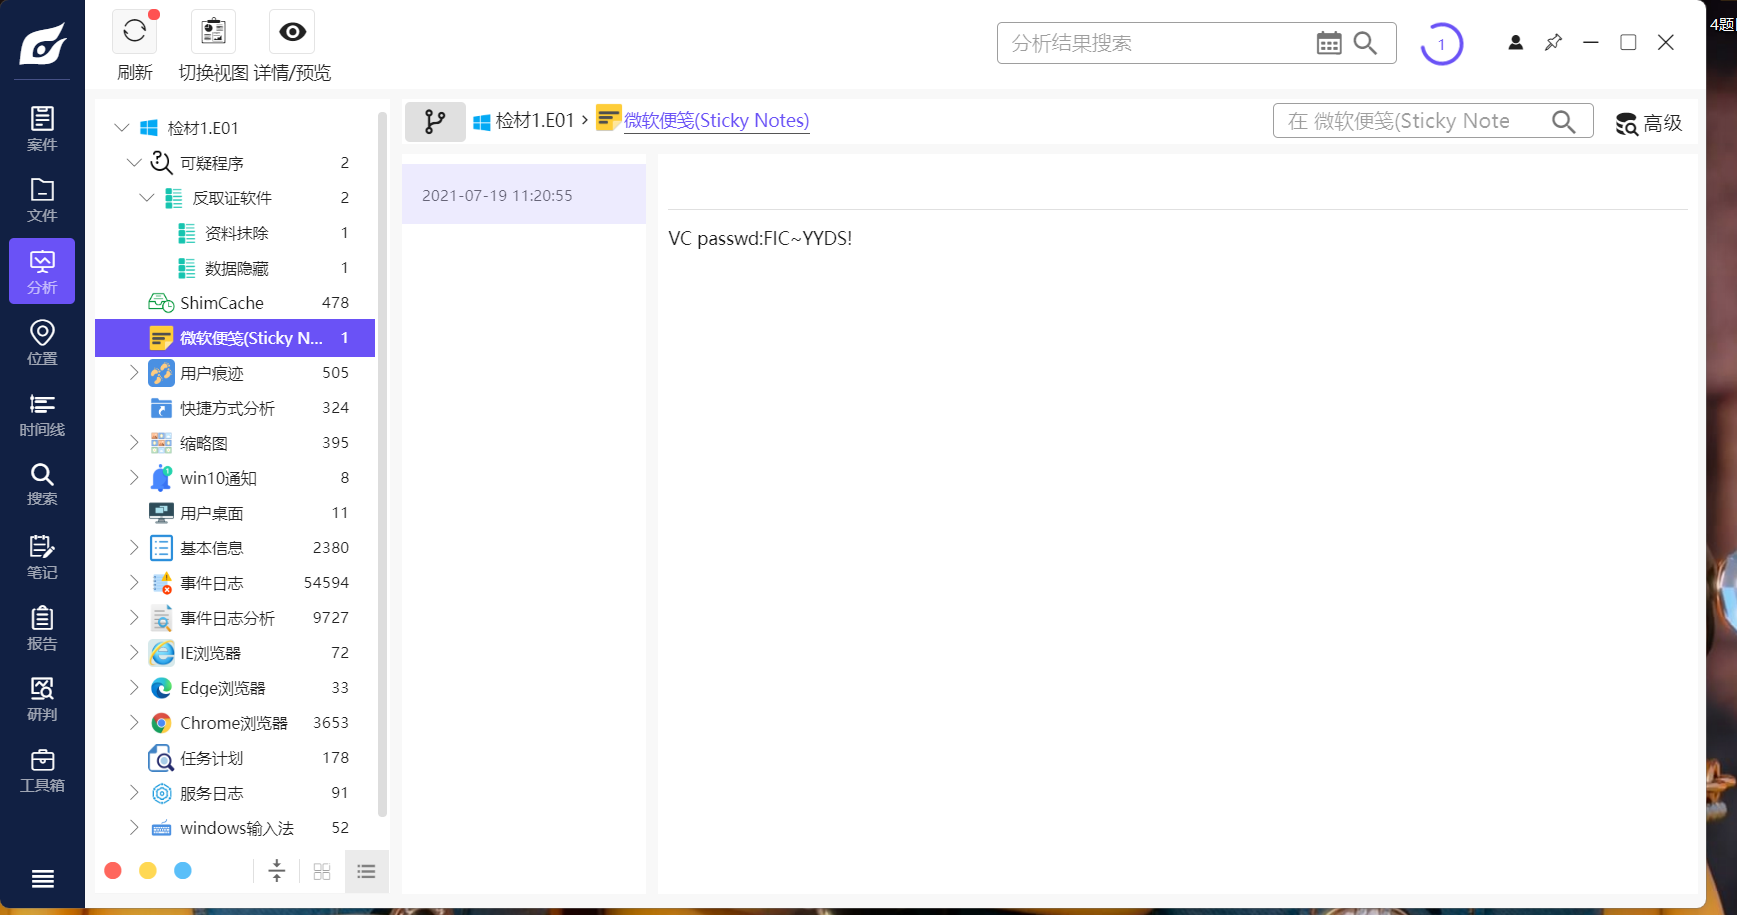 刷新
切换视图
详情/预览
分析结果搜索
1
4题
案件
文件
分析
位置
时间线
搜索
笔记
报告
研判
工具箱
检材1.E01
可疑程序 2
反取证软件 2
资料抹除 1
数据隐藏 1
ShimCache 478
微软便笺(Sticky N... 1
用户痕迹 505
快捷方式分析 324
缩略图 395
win10通知 8
用户桌面 11
基本信息 2380
事件日志 54594
事件日志分析 9727
IE浏览器 72
Edge浏览器 33
Chrome浏览器 3653
任务计划 178
服务日志 91
windows输入法 52
检材1.E01 › 微软便笺(Sticky Notes)
在 微软便笺(Sticky Note
高级
2021-07-19 11:20:55
VC passwd:FIC~YYDS!